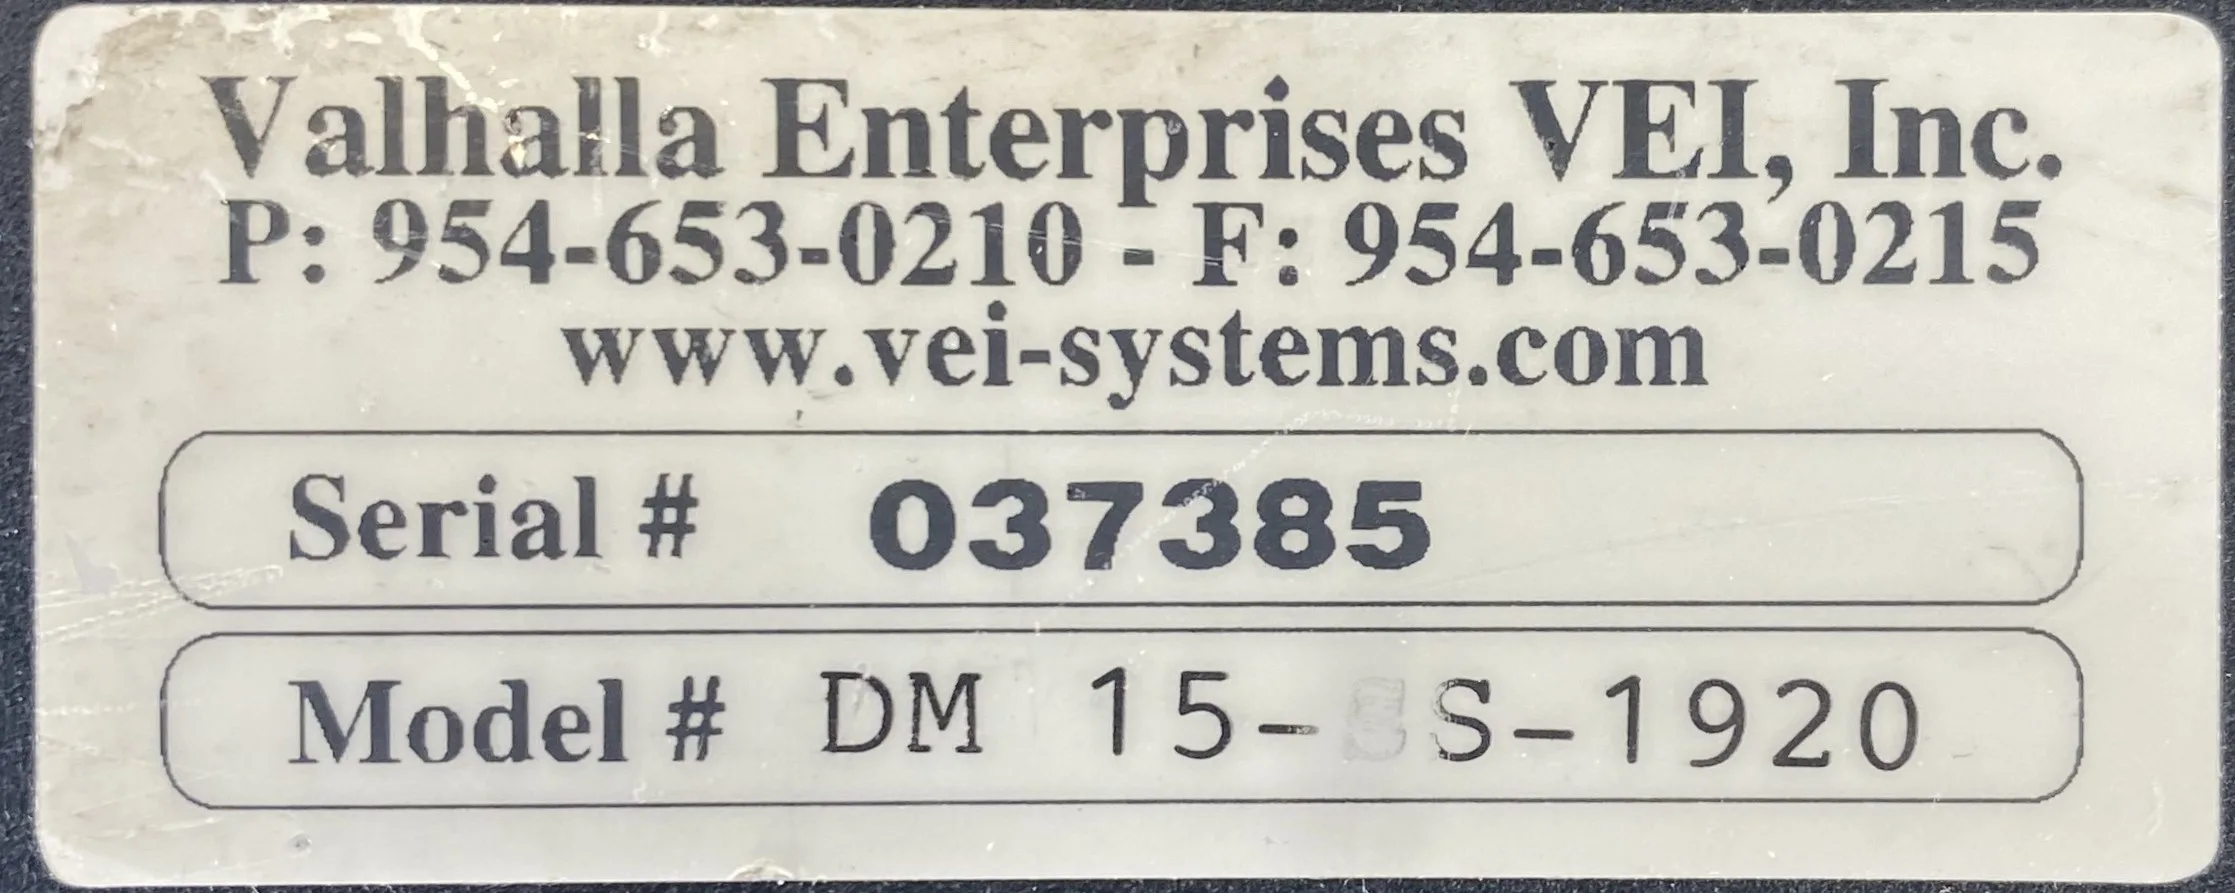 Valhalla Enterprises VEI, Inc.
P: 954-653-0210 - F: 954-653-0215
www.vei-systems.com
Serial # 037385
Model # DM 15- S-1920